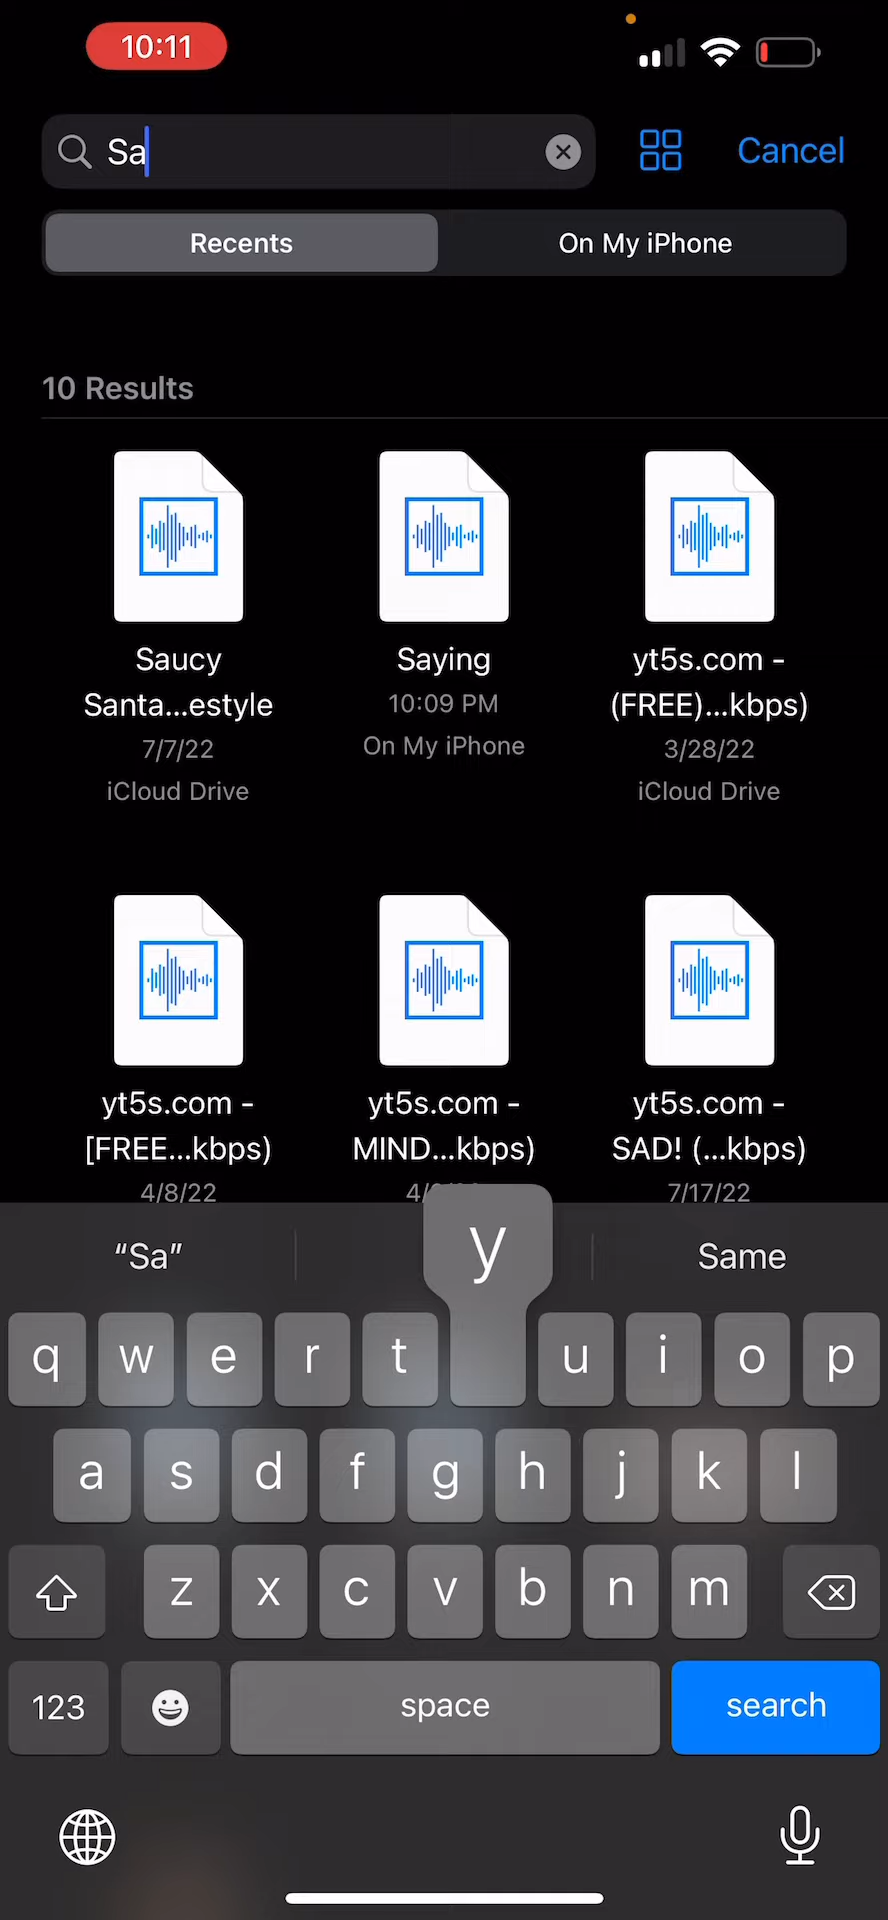 10:11
Sa
Cancel
Recents
On My iPhone
10 Results
Saucy
Santa...estyle
7/7/22
iCloud Drive
Saying
10:09 PM
On My iPhone
yt5s.com -
(FREE)...kbps)
3/28/22
iCloud Drive
yt5s.com -
[FREE...kbps)
4/8/22
yt5s.com -
MIND...kbps)
yt5s.com -
SAD! (...kbps)
7/17/22
“Sa”
y
Same
q w e r t u i o p
a s d f g h j k l
z x c v b n m
123
space
search